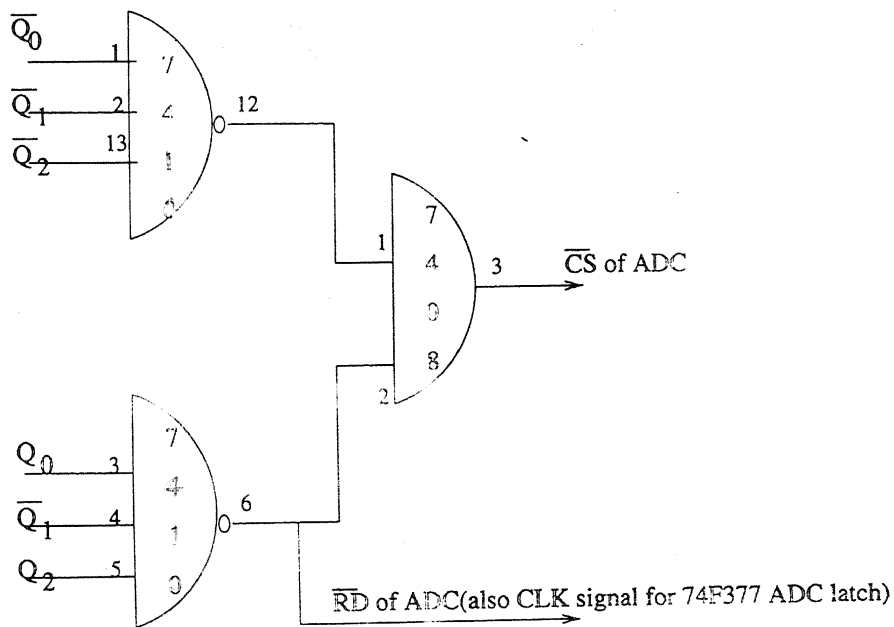 Q̅0
1
Q̅1
2
Q̅2
13
7
4
1
0
12
1
2
7
4
0
8
3
C̅S̅ of ADC
Q0
3
Q̅1
4
Q2
5
7
4
1
0
6
R̅D̅ of ADC(also CLK signal for 74F377 ADC latch)